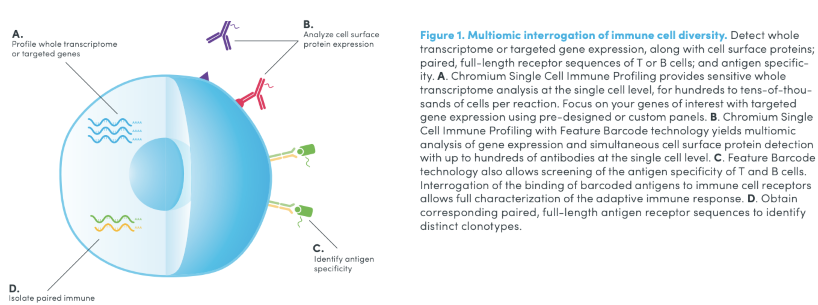 A.
Profile whole transcriptome
or targeted genes
B.
Analyze cell surface
protein expression
C.
Identify antigen
specificity
D.
Isolate paired immune
Figure 1. Multiomic interrogation of immune cell diversity. Detect whole
transcriptome or targeted gene expression, along with cell surface proteins;
paired, full-length receptor sequences of T or B cells; and antigen specific-
ity. A. Chromium Single Cell Immune Profiling provides sensitive whole
transcriptome analysis at the single cell level, for hundreds to tens-of-thou-
sands of cells per reaction. Focus on your genes of interest with targeted
gene expression using pre-designed or custom panels. B. Chromium Single
Cell Immune Profiling with Feature Barcode technology yields multiomic
analysis of gene expression and simultaneous cell surface protein detection
with up to hundreds of antibodies at the single cell level. C. Feature Barcode
technology also allows screening of the antigen specificity of T and B cells.
Interrogation of the binding of barcoded antigens to immune cell receptors
allows full characterization of the adaptive immune response. D. Obtain
corresponding paired, full-length antigen receptor sequences to identify
distinct clonotypes.